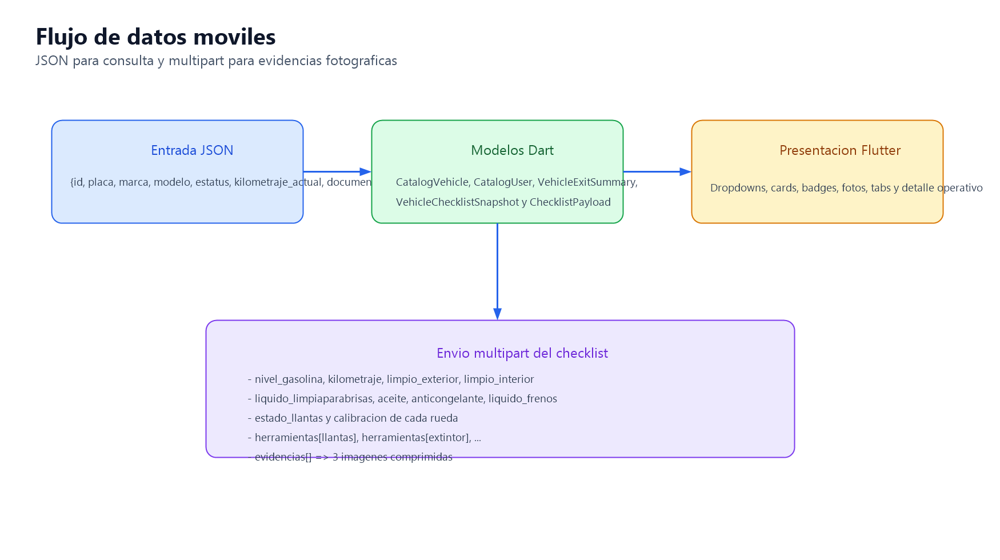 Flujo de datos moviles
JSON para consulta y multipart para evidencias fotograficas
Entrada JSON
{id, placa, marca, modelo, estatus, kilometraje_actual, documen
Modelos Dart
CatalogVehicle, CatalogUser, VehicleExitSummary,
VehicleChecklistSnapshot y ChecklistPayload
Presentacion Flutter
Dropdowns, cards, badges, fotos, tabs y detalle operativo
Envio multipart del checklist
- nivel_gasolina, kilometraje, limpio_exterior, limpio_interior
- liquido_limpiaparabrisas, aceite, anticongelante, liquido_frenos
- estado_llantas y calibracion de cada rueda
- herramientas[llantas], herramientas[extintor], ...
- evidencias[] => 3 imagenes comprimidas